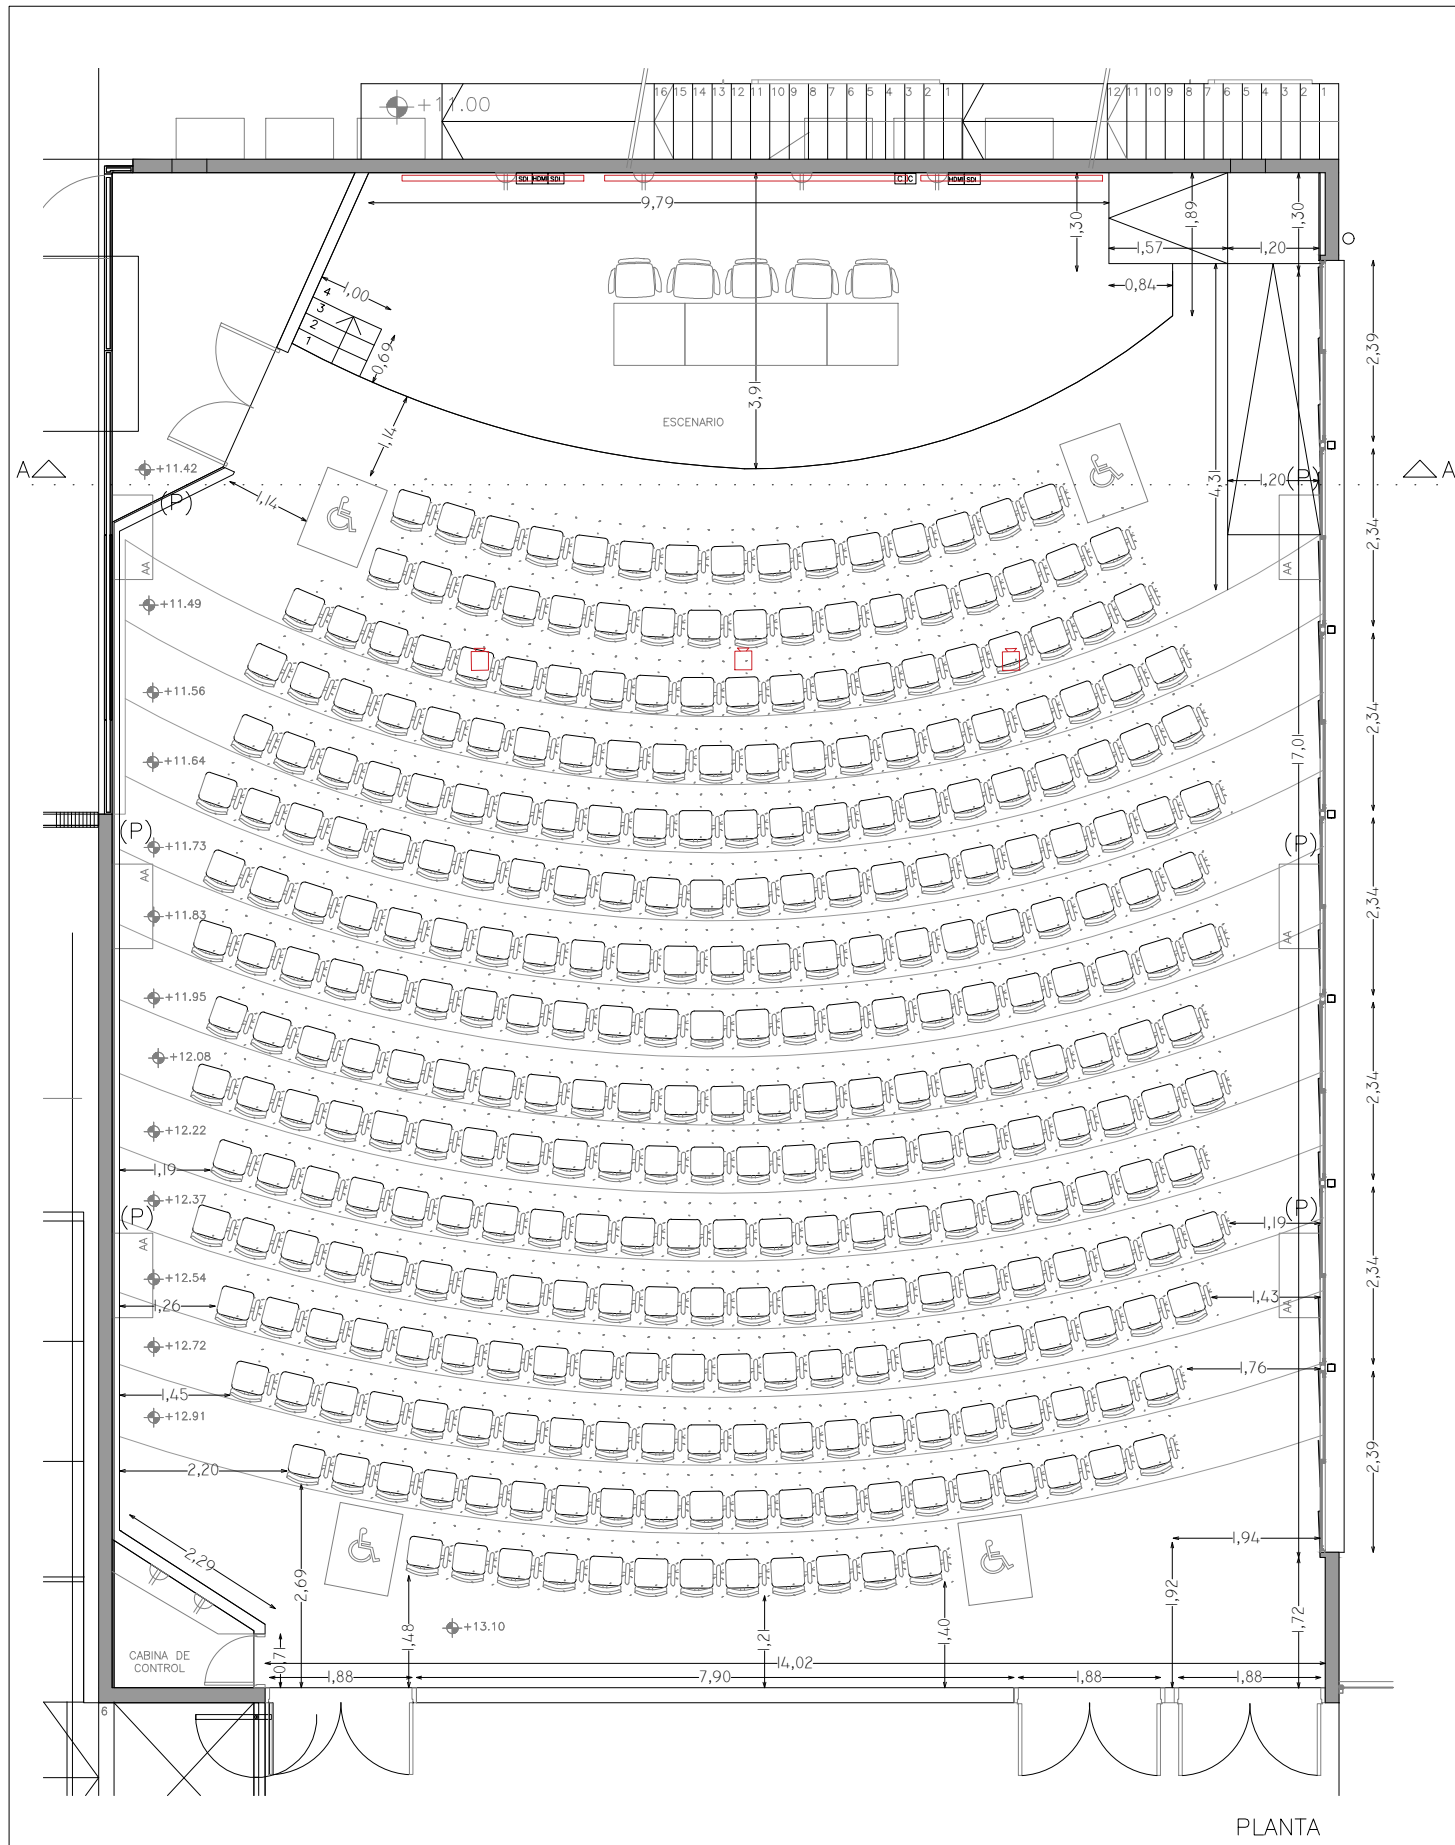 +11.00
16 15 14 13 12 11 10 9 8 7 6 5 4 3 2 1
12 11 10 9 8 7 6 5 4 3 2 1
SDI HDMI SDI
C C
HDMI SDI
9,79
1,30
1,89
1,57
1,20
1,30
0,84
1,00
4
3
2
1
0,69
3,91
ESCENARIO
2,39
1,14
A
+11.42
(P)
1,14
4,31
1,20
(P)
A
2,34
AA
AA
+11.49
2,34
+11.56
17,01
+11.64
(P)
+11.73
(P)
AA
2,34
+11.83
AA
+11.95
+12.08
2,34
+12.22
1,19
+12.37
(P)
(P)
1,19
AA
2,34
+12.54
1,26
1,43
AA
+12.72
1,76
1,45
+12.91
2,20
2,39
2,29
2,69
1,94
1,92
1,48
+13.10
1,21
1,40
1,72
0,71
CABINA DE
CONTROL
14,02
1,88
7,90
1,88
1,88
6
PLANTA